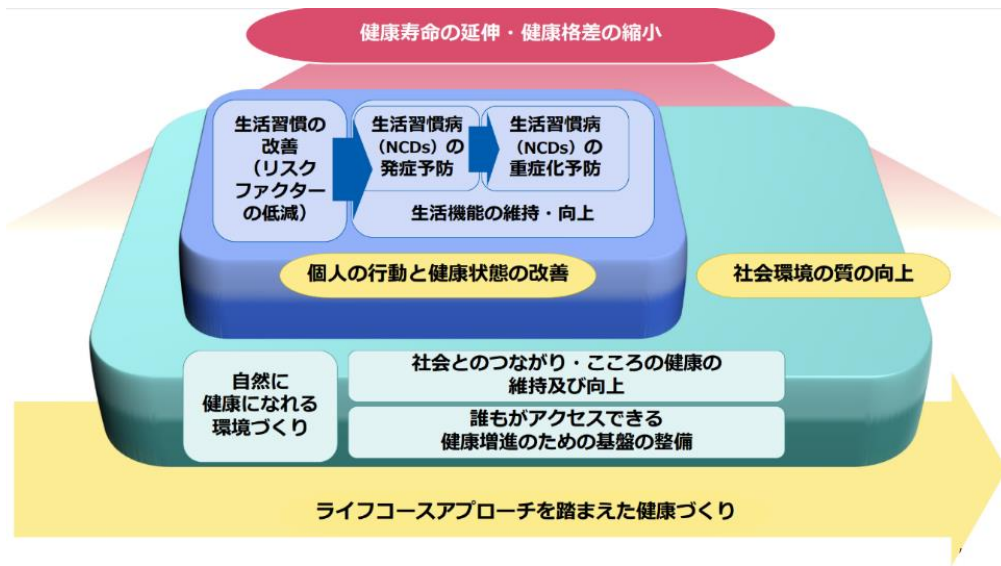 健康寿命の延伸・健康格差の縮小
生活習慣の
改善
（リスク
ファクター
の低減）
生活習慣病
（NCDs）の
発症予防
生活習慣病
（NCDs）の
重症化予防
生活機能の維持・向上
個人の行動と健康状態の改善
社会環境の質の向上
自然に
健康になれる
環境づくり
社会とのつながり・こころの健康の
維持及び向上
誰もがアクセスできる
健康増進のための基盤の整備
ライフコースアプローチを踏まえた健康づくり